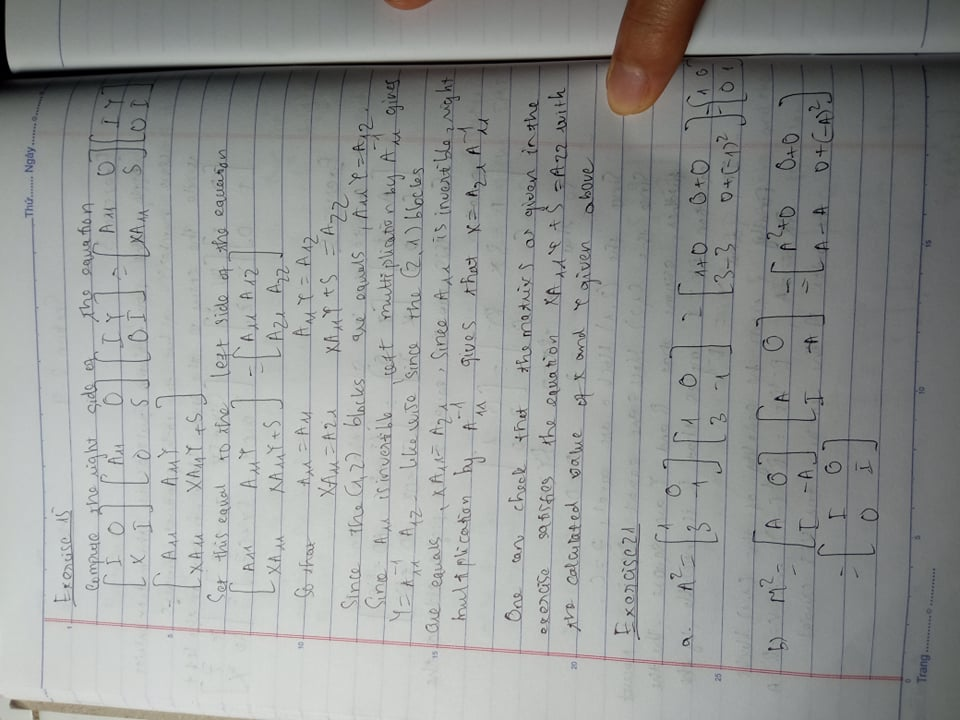 Thứ......... Ngày.........
Exercise 15
Compute the right side of the equation
[I 0; X I] [A11 0; 0 S] [I Y; 0 I] = [A11 0; XA11 S] [I Y; 0 I]
= [A11 A11Y; XA11 XA11Y + S]
Set this equal to the left side of the equation
[A11 A11Y; XA11 XA11Y + S] = [A11 A12; A21 A22]
So that A11 = A11 A11Y = A12
XA11 = A21 XA11Y + S = A22
Since the (1,2) blocks are equals, A11Y = A12.
Since A11 is invertible left multiplication by A11^-1 gives
Y = A11^-1 A12. Likewise since the (2,1) blocks
are equals, XA11 = A21. Since A11 is invertible, right
multiplication by A11^-1 gives that X = A21 A11^-1
One can check that the matrix S as given in the
exercise satisfies the equation XA11Y + S = A22 with
the calculated value of X and Y given above
Exercise 21
a. A² = [1 0; 3 -1] [1 0; 3 -1] = [1+0 0+0; 3-3 0+(-1)²] = [1 0; 0 1]
b) M² = [A 0; I -A] [A 0; I -A] = [A²+0 0+0; A-A 0+(-A)²]
= [I 0; 0 I]
Trang.........